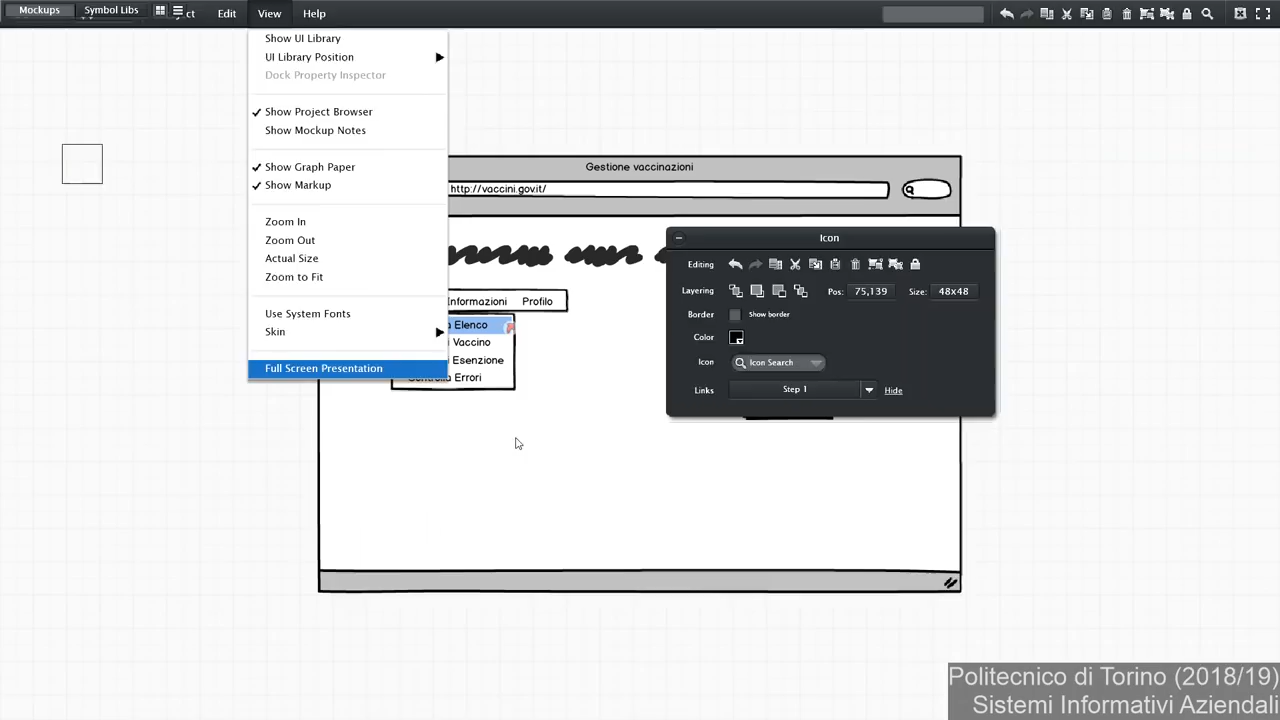 Mockups Symbol Libs Edit View Help
Show UI Library
UI Library Position
Dock Property Inspector
Show Project Browser
Show Mockup Notes
Show Graph Paper
Show Markup
Zoom In
Zoom Out
Actual Size
Zoom to Fit
Use System Fonts
Skin
Full Screen Presentation
Gestione vaccinazioni
http://vaccini.gov.it/
Informazioni Profilo
Elenco
Vaccino
Esenzione
Controlla Errori
Icon
Editing
Layering Pos: 75,139 Size: 48x48
Border Show border
Color
Icon Icon Search
Links Step 1 Hide
Politecnico di Torino (2018/19)
Sistemi Informativi Aziendali